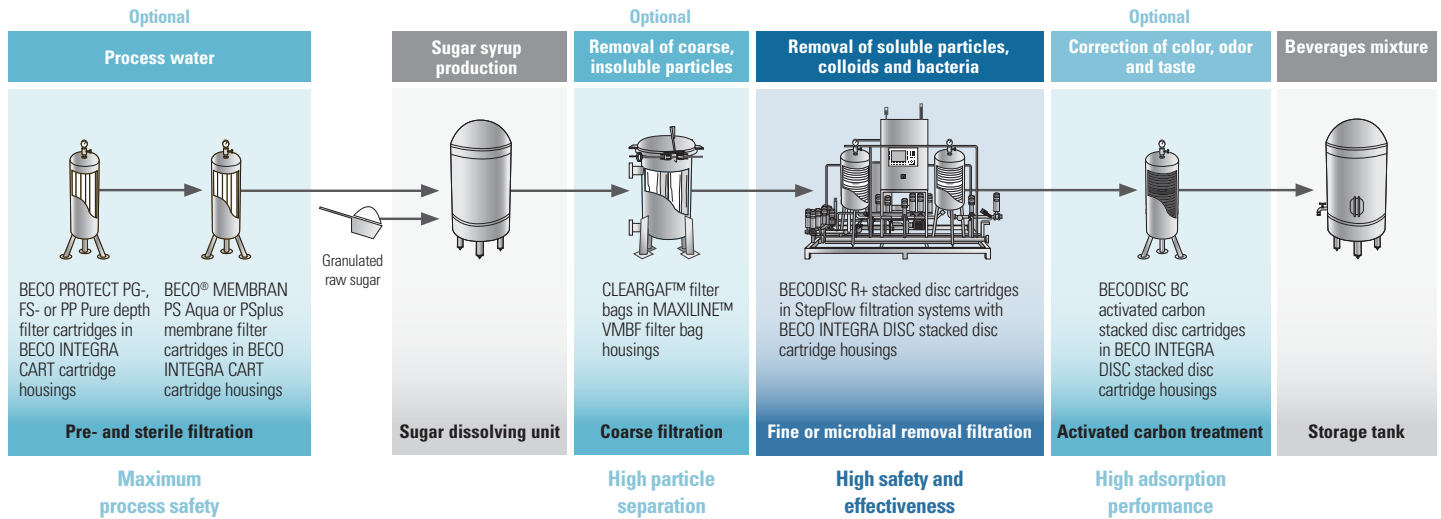 Optional
Process water
BECO PROTECT PG-,
FS- or PP Pure depth
filter cartridges in
BECO INTEGRA
CART cartridge
housings
BECO® MEMBRAN
PS Aqua or PSplus
membrane filter
cartridges in BECO
INTEGRA CART
cartridge housings
Pre- and sterile filtration
Maximum
process safety
Granulated
raw sugar
Sugar syrup
production
Sugar dissolving unit
Optional
Removal of coarse,
insoluble particles
CLEARGAF™ filter
bags in MAXILINE™
VMBF filter bag
housings
Coarse filtration
High particle
separation
Removal of soluble particles,
colloids and bacteria
BECODISC R+ stacked disc cartridges
in StepFlow filtration systems with
BECO INTEGRA DISC stacked disc
cartridge housings
Fine or microbial removal filtration
High safety and
effectiveness
Optional
Correction of color, odor
and taste
BECODISC BC
activated carbon
stacked disc cartridges
in BECO INTEGRA
DISC stacked disc
cartridge housings
Activated carbon treatment
High adsorption
performance
Beverages mixture
Storage tank